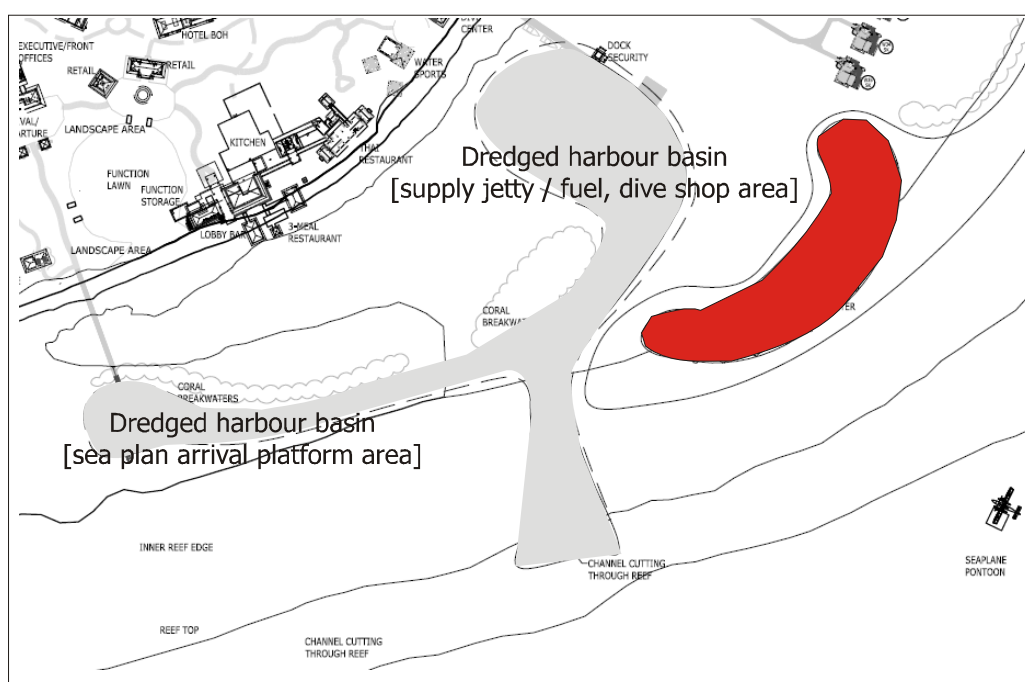 HOTEL BOH
CENTER
EXECUTIVE/FRONT
OFFICES
RETAIL
RETAIL
WATER
SPORTS
DOCK
SECURITY
LANDSCAPE AREA
KITCHEN
THAI
RESTAURANT
FUNCTION
LAWN
FUNCTION
STORAGE
LOBBY BAR
3-MEAL
RESTAURANT
LANDSCAPE AREA
Dredged harbour basin
[supply jetty / fuel, dive shop area]
CORAL
BREAKWATE
CORAL
BREAKWATERS
Dredged harbour basin
[sea plan arrival platform area]
INNER REEF EDGE
CHANNEL CUTTING
THROUGH REEF
SEAPLANE
PONTOON
REEF TOP
CHANNEL CUTTING
THROUGH REEF